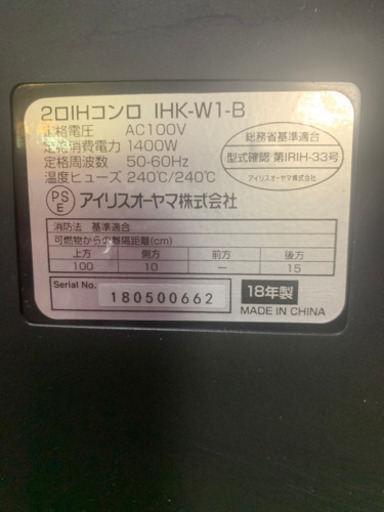 2口IHコンロ IHK-W1-B
定格電圧 AC100V
定格消費電力 1400W
定格周波数 50-60Hz
温度ヒューズ 240℃/240℃
総務省基準適合
型式確認 第IRIH-33号
アイリスオーヤマ株式会社
PS
E
アイリスオーヤマ株式会社
消防法 基準適合
可燃物からの離隔距離(cm)
上方 側方 前方 後方
100 10 — 15
Serial No. 180500662
18年製
MADE IN CHINA